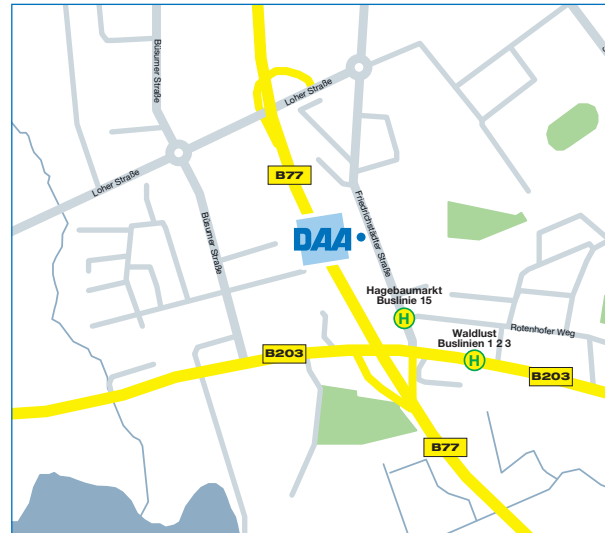 Büsumer Straße
Loher Straße
B77
Loher Straße
Büsumer Straße
DAA
Friedrichstädter Straße
Hagebaumarkt
Buslinie 15
H
Rotenhofer Weg
Waldlust
Buslinien 1 2 3
H
B203
B203
B77